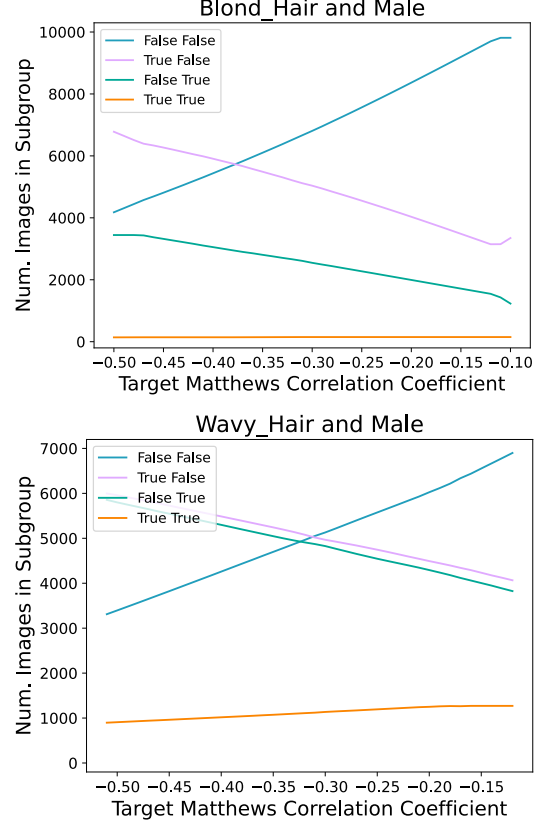 Blond_Hair and Male
False False
True False
False True
True True
10000
8000
6000
4000
2000
0
Num. Images in Subgroup
−0.50 −0.45 −0.40 −0.35 −0.30 −0.25 −0.20 −0.15 −0.10
Target Matthews Correlation Coefficient
Wavy_Hair and Male
False False
True False
False True
True True
7000
6000
5000
4000
3000
2000
1000
0
Num. Images in Subgroup
−0.50 −0.45 −0.40 −0.35 −0.30 −0.25 −0.20 −0.15
Target Matthews Correlation Coefficient